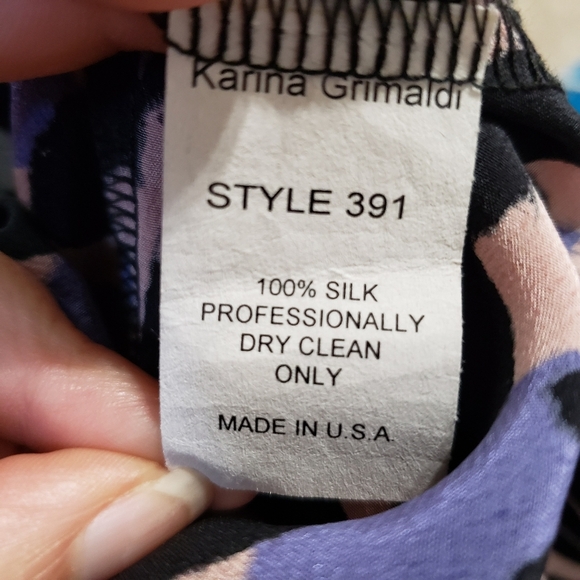 Karina Grimaldi
STYLE 391
100% SILK
PROFESSIONALLY
DRY CLEAN
ONLY
MADE IN U.S.A.